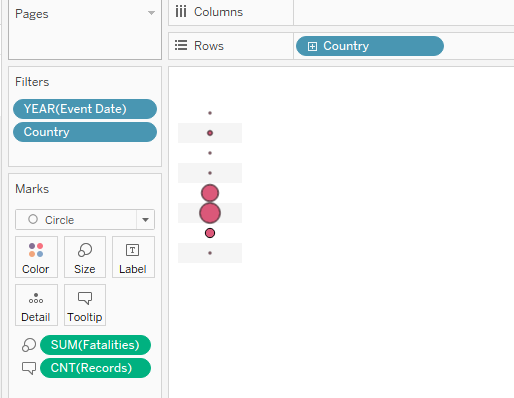 Pages
Columns
Rows
Country
Filters
YEAR(Event Date)
Country
Marks
Circle
Color
Size
Label
T
Detail
Tooltip
SUM(Fatalities)
CNT(Records)